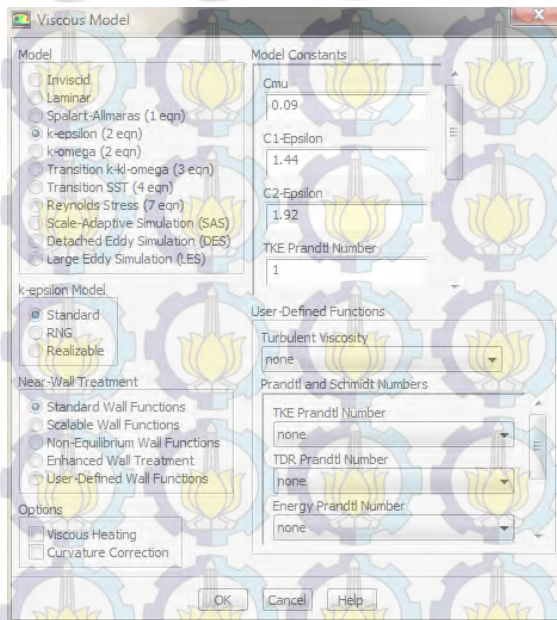 Viscous Model
Model
Inviscid
Laminar
Spalart-Allmaras (1 eqn)
k-epsilon (2 eqn)
k-omega (2 eqn)
Transition k-kl-omega (3 eqn)
Transition SST (4 eqn)
Reynolds Stress (7 eqn)
Scale-Adaptive Simulation (SAS)
Detached Eddy Simulation (DES)
Large Eddy Simulation (LES)
k-epsilon Model
Standard
RNG
Realizable
Near-Wall Treatment
Standard Wall Functions
Scalable Wall Functions
Non-Equilibrium Wall Functions
Enhanced Wall Treatment
User-Defined Wall Functions
Options
Viscous Heating
Curvature Correction
Model Constants
Cmu
0.09
C1-Epsilon
1.44
C2-Epsilon
1.92
TKE Prandtl Number
1
User-Defined Functions
Turbulent Viscosity
none
Prandtl and Schmidt Numbers
TKE Prandtl Number
none
TDR Prandtl Number
none
Energy Prandtl Number
none
OK Cancel Help